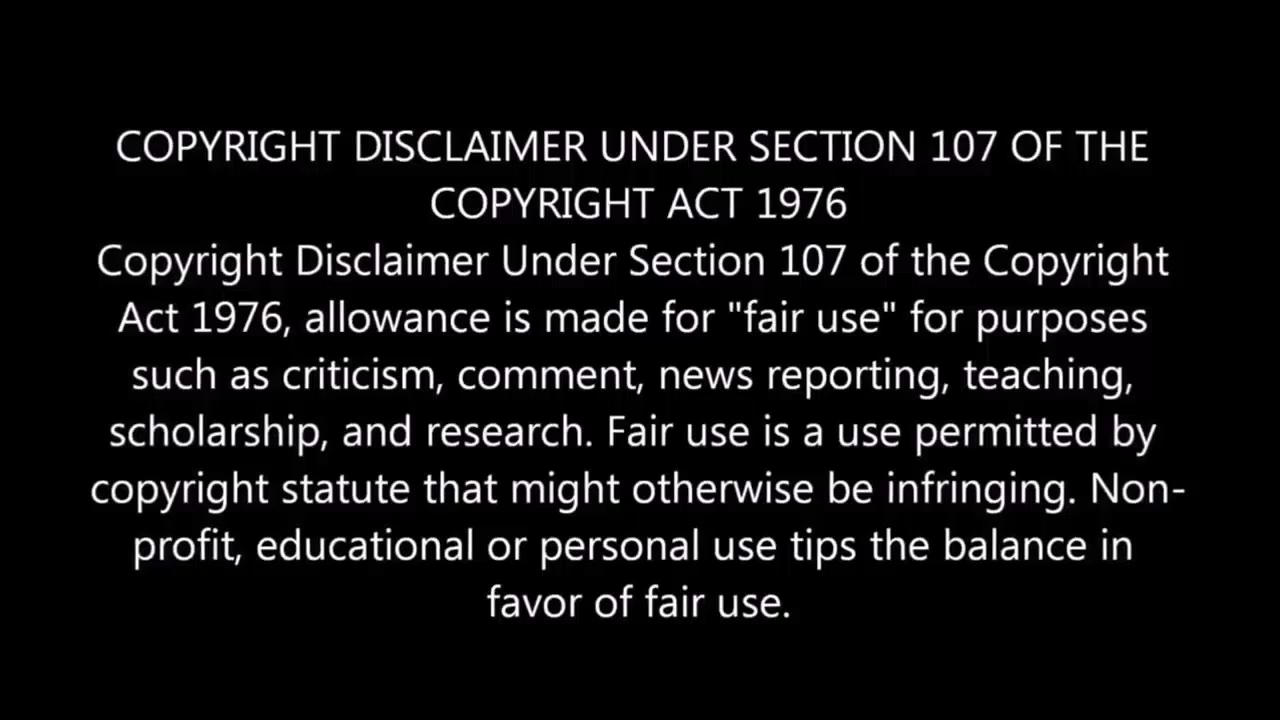 COPYRIGHT DISCLAIMER UNDER SECTION 107 OF THE
COPYRIGHT ACT 1976
Copyright Disclaimer Under Section 107 of the Copyright
Act 1976, allowance is made for "fair use" for purposes
such as criticism, comment, news reporting, teaching,
scholarship, and research. Fair use is a use permitted by
copyright statute that might otherwise be infringing. Non-
profit, educational or personal use tips the balance in
favor of fair use.